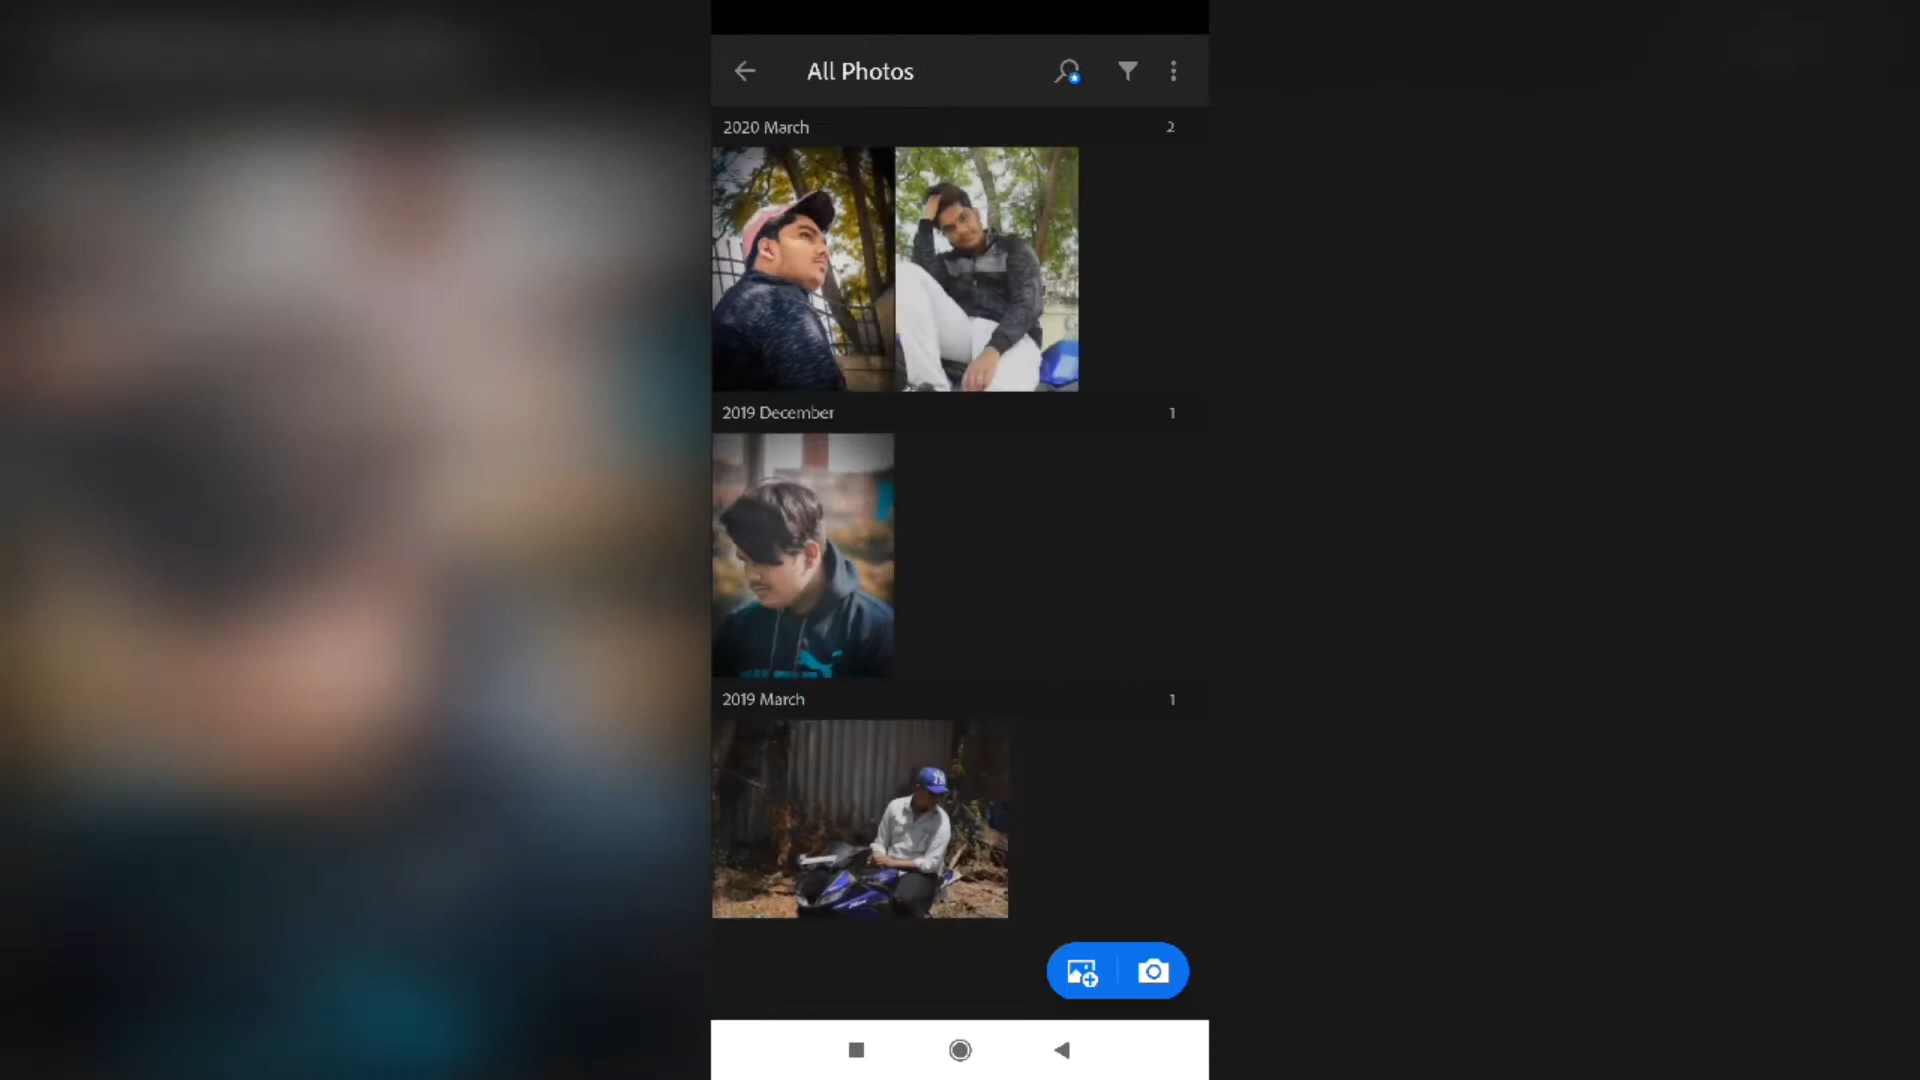 All Photos
2020 March 2
2019 December 1
2019 March 1